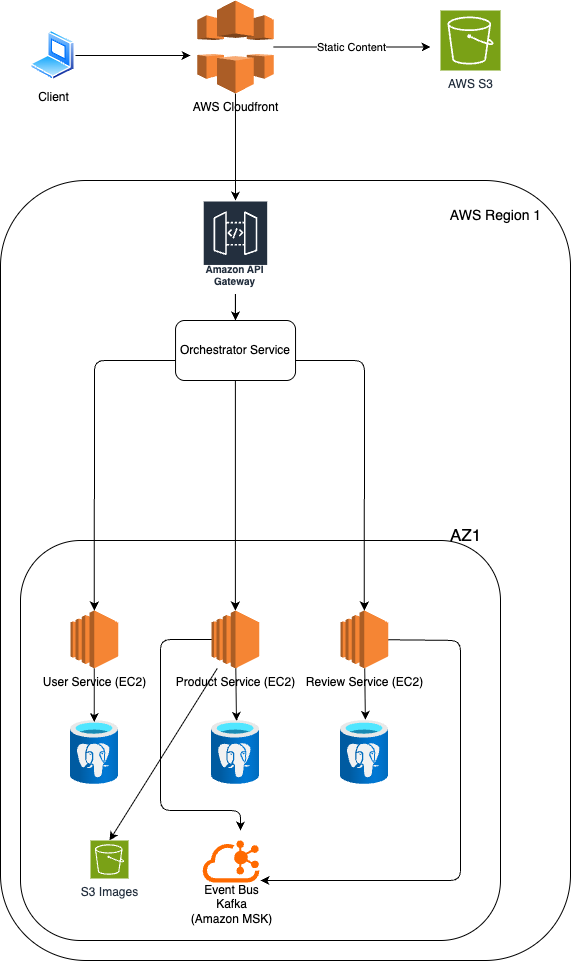 Static Content
Client
AWS Cloudfront
AWS S3
AWS Region 1
Amazon API
Gateway
Orchestrator Service
AZ1
User Service (EC2)
Product Service (EC2)
Review Service (EC2)
S3 Images
Event Bus
Kafka
(Amazon MSK)